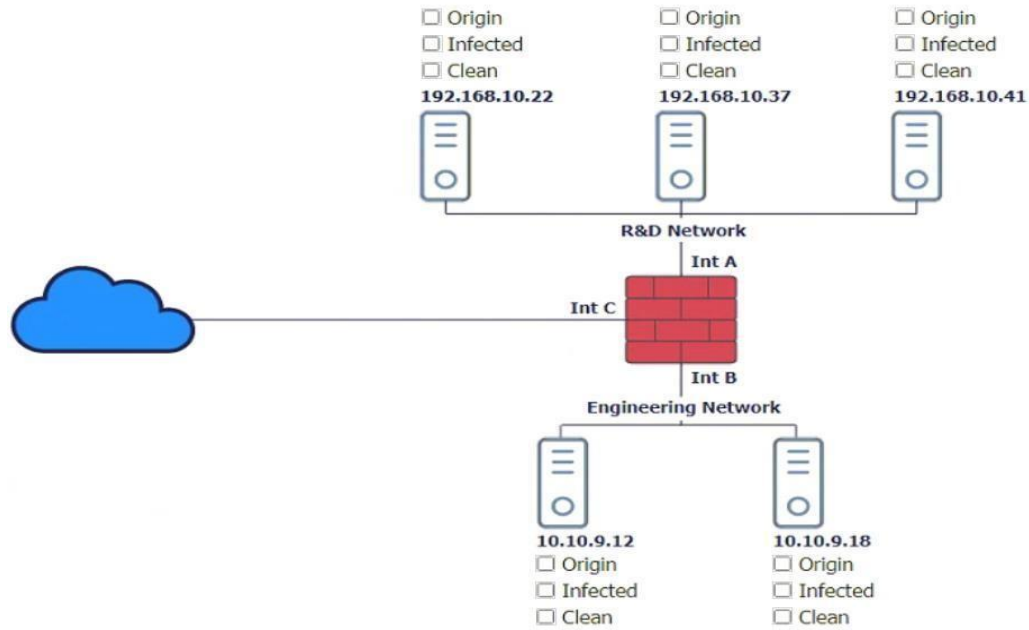 Origin Origin Origin
Infected Infected Infected
Clean Clean Clean
192.168.10.22 192.168.10.37 192.168.10.41
R&D Network
Int A
Int C
Int B
Engineering Network
10.10.9.12 10.10.9.18
Origin Origin
Infected Infected
Clean Clean